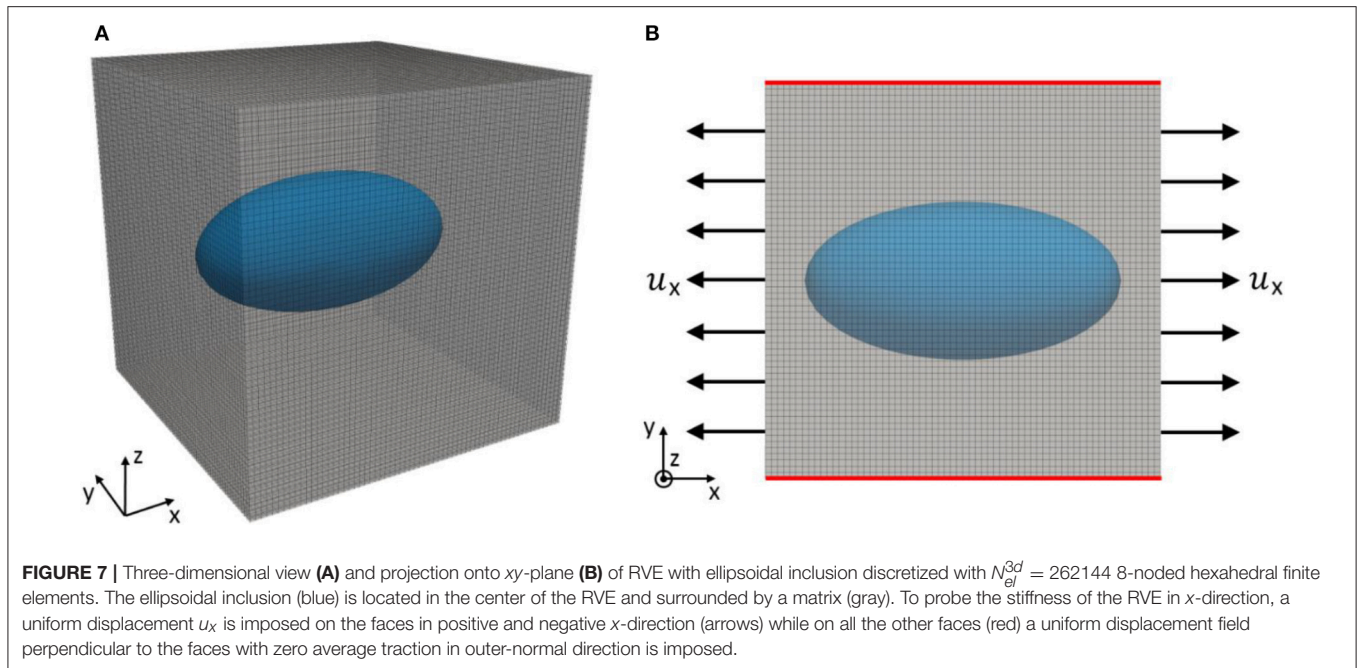 A
B
z
y
x
u_x
u_x
y
z
x
FIGURE 7 | Three-dimensional view (A) and projection onto xy-plane (B) of RVE with ellipsoidal inclusion discretized with N_{el}^{3d} = 262144 8-noded hexahedral finite
elements. The ellipsoidal inclusion (blue) is located in the center of the RVE and surrounded by a matrix (gray). To probe the stiffness of the RVE in x-direction, a
uniform displacement u_x is imposed on the faces in positive and negative x-direction (arrows) while on all the other faces (red) a uniform displacement field
perpendicular to the faces with zero average traction in outer-normal direction is imposed.